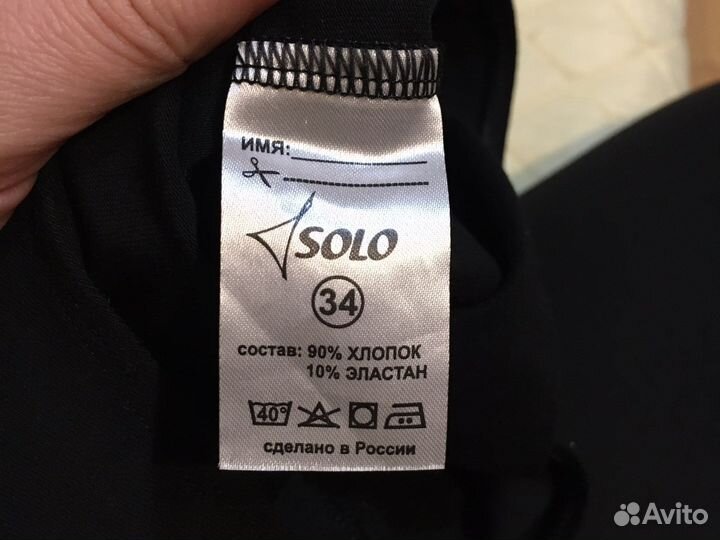 ИМЯ:
SOLO
34
состав: 90% ХЛОПОК
10% ЭЛАСТАН
40°
сделано в России
Avito